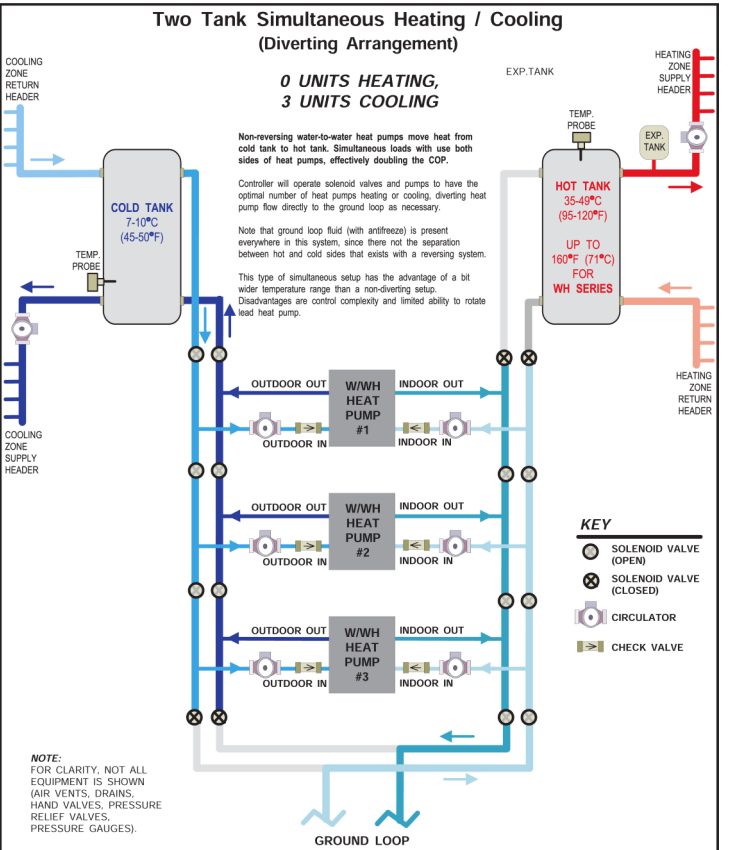 Two Tank Simultaneous Heating / Cooling
(Diverting Arrangement)
0 UNITS HEATING,
3 UNITS COOLING
EXP.TANK
COOLING
ZONE
RETURN
HEADER
HEATING
ZONE
SUPPLY
HEADER
TEMP.
PROBE
EXP.
TANK
Non-reversing water-to-water heat pumps move heat from
cold tank to hot tank. Simultaneous loads with use both
sides of heat pumps, effectively doubling the COP.
Controller will operate solenoid valves and pumps to have the
optimal number of heat pumps heating or cooling, diverting heat
pump flow directly to the ground loop as necessary.
Note that ground loop fluid (with antifreeze) is present
everywhere in this system, since there not the separation
between hot and cold sides that exists with a reversing system.
This type of simultaneous setup has the advantage of a bit
wider temperature range than a non-diverting setup.
Disadvantages are control complexity and limited ability to rotate
lead heat pump.
COLD TANK
7-10°C
(45-50°F)
TEMP.
PROBE
HOT TANK
35-49°C
(95-120°F)
UP TO
160°F (71°C)
FOR
WH SERIES
COOLING
ZONE
SUPPLY
HEADER
HEATING
ZONE
RETURN
HEADER
OUTDOOR OUT
W/WH
HEAT
PUMP
#1
INDOOR OUT
OUTDOOR IN
INDOOR IN
OUTDOOR OUT
W/WH
HEAT
PUMP
#2
INDOOR OUT
OUTDOOR IN
INDOOR IN
OUTDOOR OUT
W/WH
HEAT
PUMP
#3
INDOOR OUT
OUTDOOR IN
INDOOR IN
KEY
SOLENOID VALVE
(OPEN)
SOLENOID VALVE
(CLOSED)
CIRCULATOR
CHECK VALVE
NOTE:
FOR CLARITY, NOT ALL
EQUIPMENT IS SHOWN
(AIR VENTS, DRAINS,
HAND VALVES, PRESSURE
RELIEF VALVES,
PRESSURE GAUGES).
GROUND LOOP